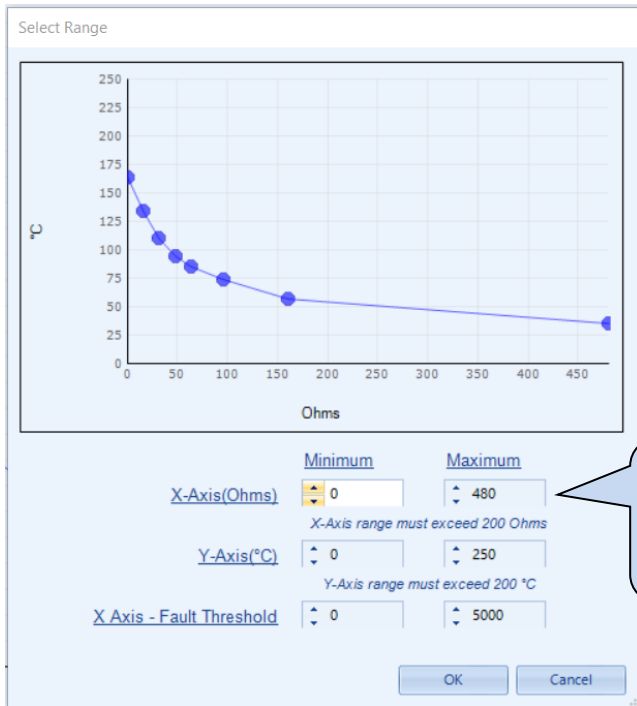 Select Range
250
225
200
175
150
125
100
75
50
25
0
°C
0 50 100 150 200 250 300 350 400 450
Ohms
Minimum Maximum
X-Axis(Ohms) 0 480
X-Axis range must exceed 200 Ohms
Y-Axis(°C) 0 250
Y-Axis range must exceed 200 °C
X Axis - Fault Threshold 0 5000
OK Cancel